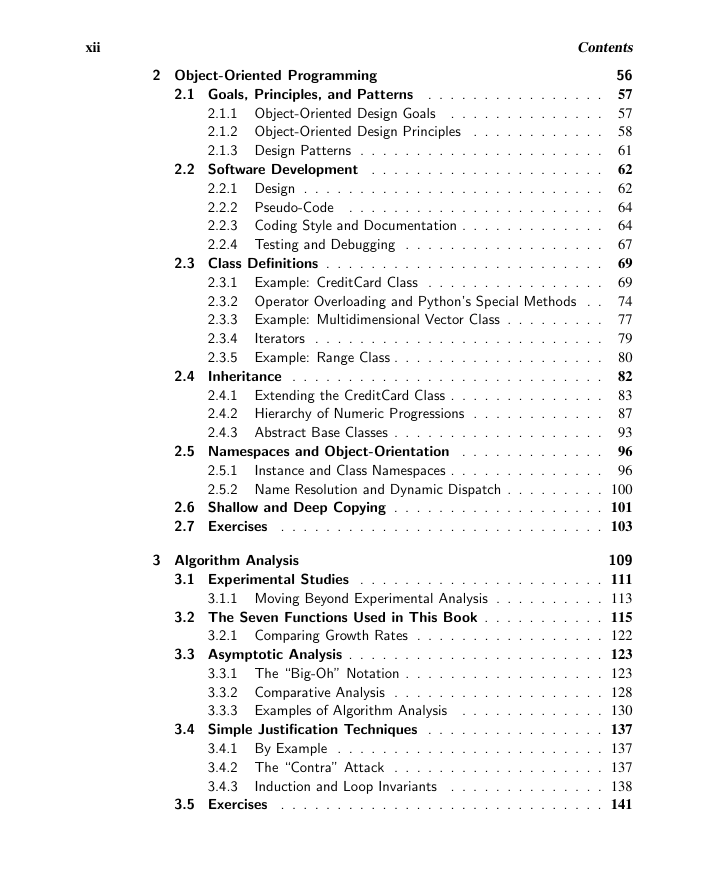 xii Contents
2 Object-Oriented Programming 56
2.1 Goals, Principles, and Patterns . . . . . . . . . . . . . . . . 57
2.1.1 Object-Oriented Design Goals . . . . . . . . . . . . . 57
2.1.2 Object-Oriented Design Principles . . . . . . . . . . . 58
2.1.3 Design Patterns . . . . . . . . . . . . . . . . . . . . . 61
2.2 Software Development . . . . . . . . . . . . . . . . . . . . 62
2.2.1 Design . . . . . . . . . . . . . . . . . . . . . . . . . . 62
2.2.2 Pseudo-Code . . . . . . . . . . . . . . . . . . . . . . 64
2.2.3 Coding Style and Documentation . . . . . . . . . . . . 64
2.2.4 Testing and Debugging . . . . . . . . . . . . . . . . . 67
2.3 Class Definitions . . . . . . . . . . . . . . . . . . . . . . . . 69
2.3.1 Example: CreditCard Class . . . . . . . . . . . . . . . 69
2.3.2 Operator Overloading and Python's Special Methods . . 74
2.3.3 Example: Multidimensional Vector Class . . . . . . . . 77
2.3.4 Iterators . . . . . . . . . . . . . . . . . . . . . . . . . 79
2.3.5 Example: Range Class . . . . . . . . . . . . . . . . . . 80
2.4 Inheritance . . . . . . . . . . . . . . . . . . . . . . . . . . . 82
2.4.1 Extending the CreditCard Class . . . . . . . . . . . . . 83
2.4.2 Hierarchy of Numeric Progressions . . . . . . . . . . . 87
2.4.3 Abstract Base Classes . . . . . . . . . . . . . . . . . . 93
2.5 Namespaces and Object-Orientation . . . . . . . . . . . . 96
2.5.1 Instance and Class Namespaces . . . . . . . . . . . . . 96
2.5.2 Name Resolution and Dynamic Dispatch . . . . . . . . 100
2.6 Shallow and Deep Copying . . . . . . . . . . . . . . . . . . 101
2.7 Exercises . . . . . . . . . . . . . . . . . . . . . . . . . . . . 103
3 Algorithm Analysis 109
3.1 Experimental Studies . . . . . . . . . . . . . . . . . . . . . 111
3.1.1 Moving Beyond Experimental Analysis . . . . . . . . . 113
3.2 The Seven Functions Used in This Book . . . . . . . . . . 115
3.2.1 Comparing Growth Rates . . . . . . . . . . . . . . . . 122
3.3 Asymptotic Analysis . . . . . . . . . . . . . . . . . . . . . . 123
3.3.1 The “Big-Oh” Notation . . . . . . . . . . . . . . . . . . 123
3.3.2 Comparative Analysis . . . . . . . . . . . . . . . . . . 128
3.3.3 Examples of Algorithm Analysis . . . . . . . . . . . . 130
3.4 Simple Justification Techniques . . . . . . . . . . . . . . . 137
3.4.1 By Example . . . . . . . . . . . . . . . . . . . . . . . 137
3.4.2 The “Contra” Attack . . . . . . . . . . . . . . . . . . 137
3.4.3 Induction and Loop Invariants . . . . . . . . . . . . . 138
3.5 Exercises . . . . . . . . . . . . . . . . . . . . . . . . . . . . 141